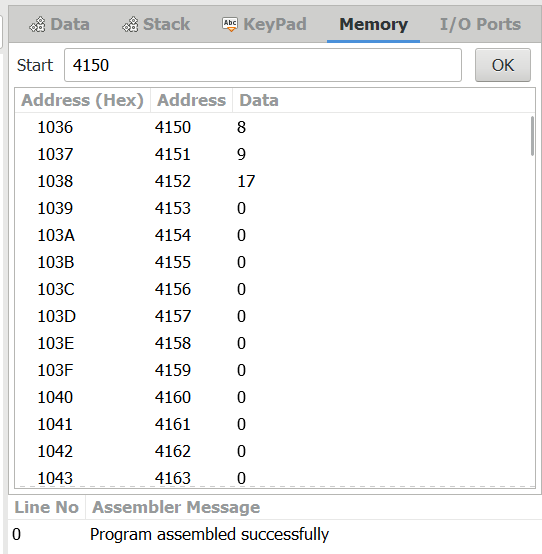 Data Stack Abc KeyPad Memory I/O Ports
Start 4150 OK
Address (Hex) Address Data
1036 4150 8
1037 4151 9
1038 4152 17
1039 4153 0
103A 4154 0
103B 4155 0
103C 4156 0
103D 4157 0
103E 4158 0
103F 4159 0
1040 4160 0
1041 4161 0
1042 4162 0
1043 4163 0
Line No Assembler Message
0 Program assembled successfully